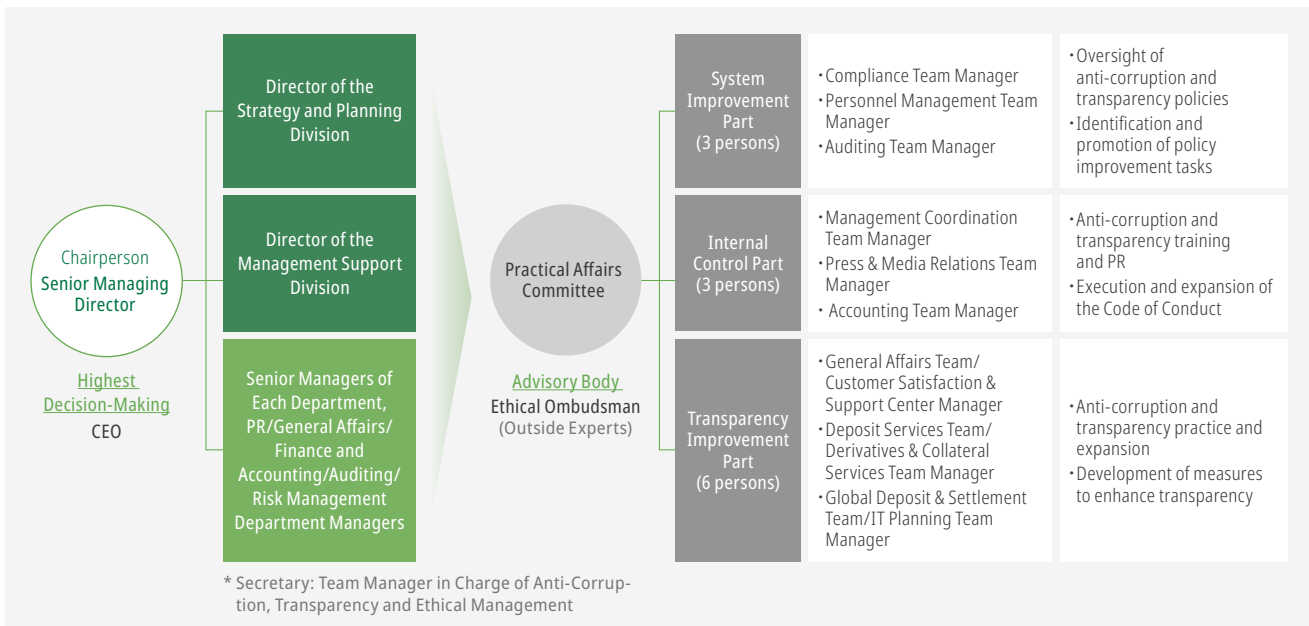 Chairperson
Senior Managing
Director
Highest
Decision-Making
CEO
Director of the
Strategy and Planning
Division
Director of the
Management Support
Division
Senior Managers of
Each Department,
PR/General Affairs/
Finance and
Accounting/Auditing/
Risk Management
Department Managers
* Secretary: Team Manager in Charge of Anti-Corrup-
tion, Transparency and Ethical Management
Practical Affairs
Committee
Advisory Body
Ethical Ombudsman
(Outside Experts)
System
Improvement
Part
(3 persons)
・Compliance Team Manager
・Personnel Management Team
Manager
・Auditing Team Manager
・Oversight of
anti-corruption and
transparency policies
・Identification and
promotion of policy
improvement tasks
Internal
Control Part
(3 persons)
・Management Coordination
Team Manager
・Press & Media Relations Team
Manager
・Accounting Team Manager
・Anti-corruption and
transparency training
and PR
・Execution and expansion of
the Code of Conduct
Transparency
Improvement
Part
(6 persons)
・General Affairs Team/
Customer Satisfaction &
Support Center Manager
・Deposit Services Team/
Derivatives & Collateral
Services Team Manager
・Global Deposit & Settlement
Team/IT Planning Team
Manager
・Anti-corruption and
transparency practice and
expansion
・Development of measures
to enhance transparency